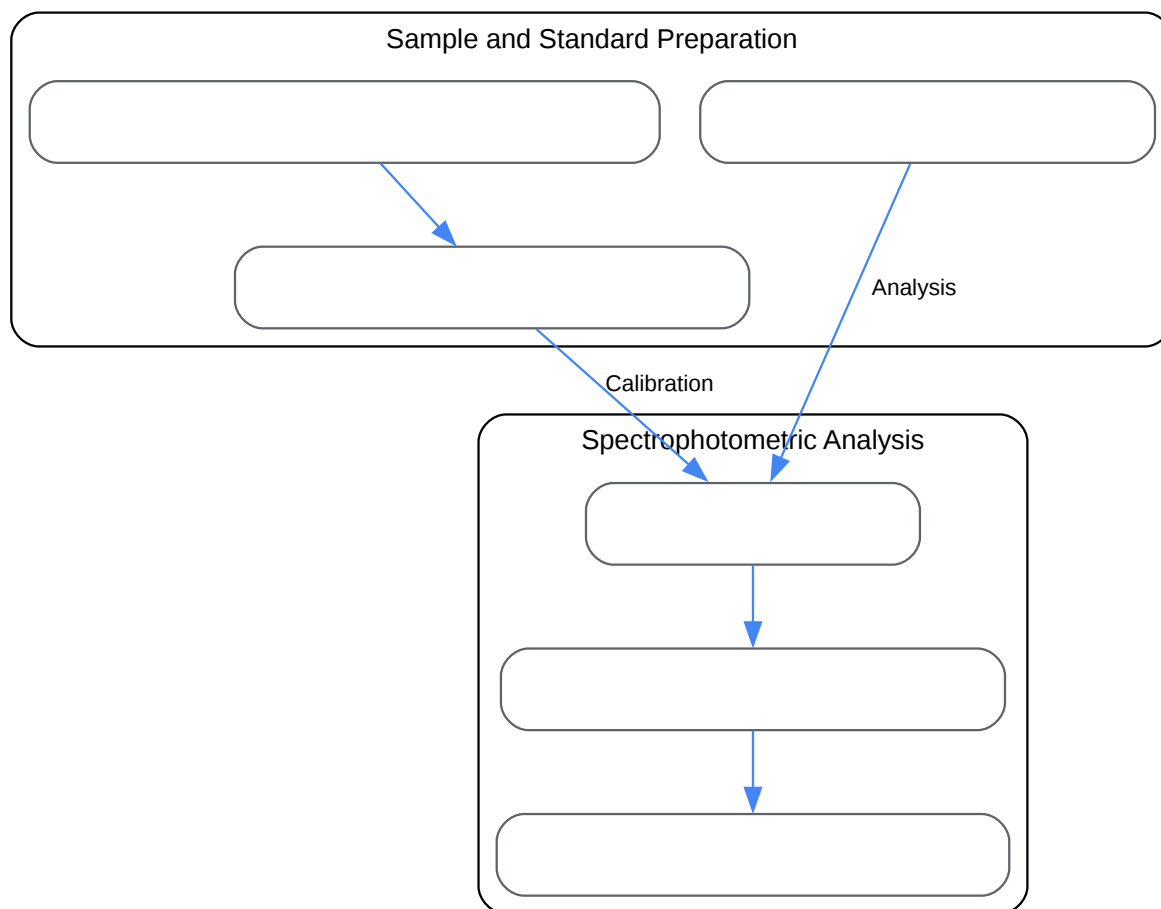 Sample and Standard Preparation
Analysis
Calibration
Spectrophotometric Analysis